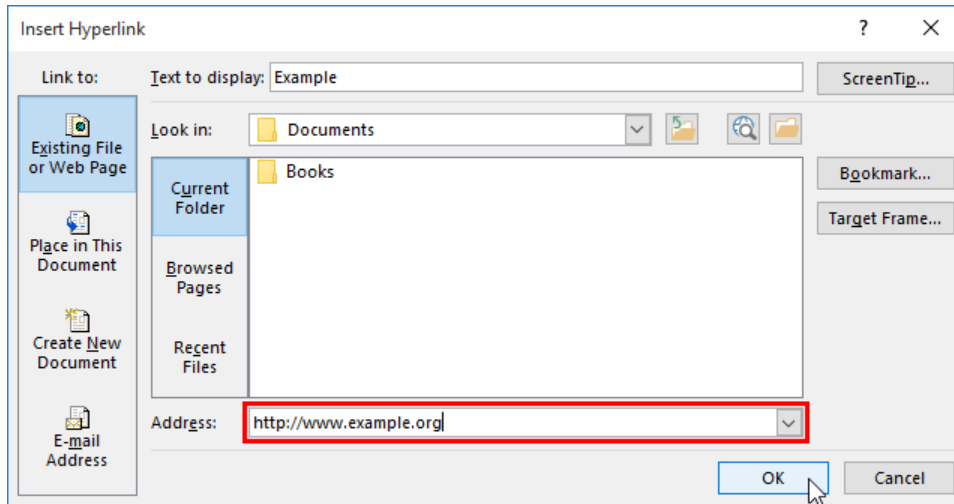 Insert Hyperlink ?
Link to: Text to display: Example ScreenTip...
Existing File
or Web Page
Look in: Documents
Current
Folder
Books
Bookmark...
Target Frame...
Place in This
Document
Browsed
Pages
Create New
Document
Recent
Files
E-mail
Address
Address: http://www.example.org
OK Cancel